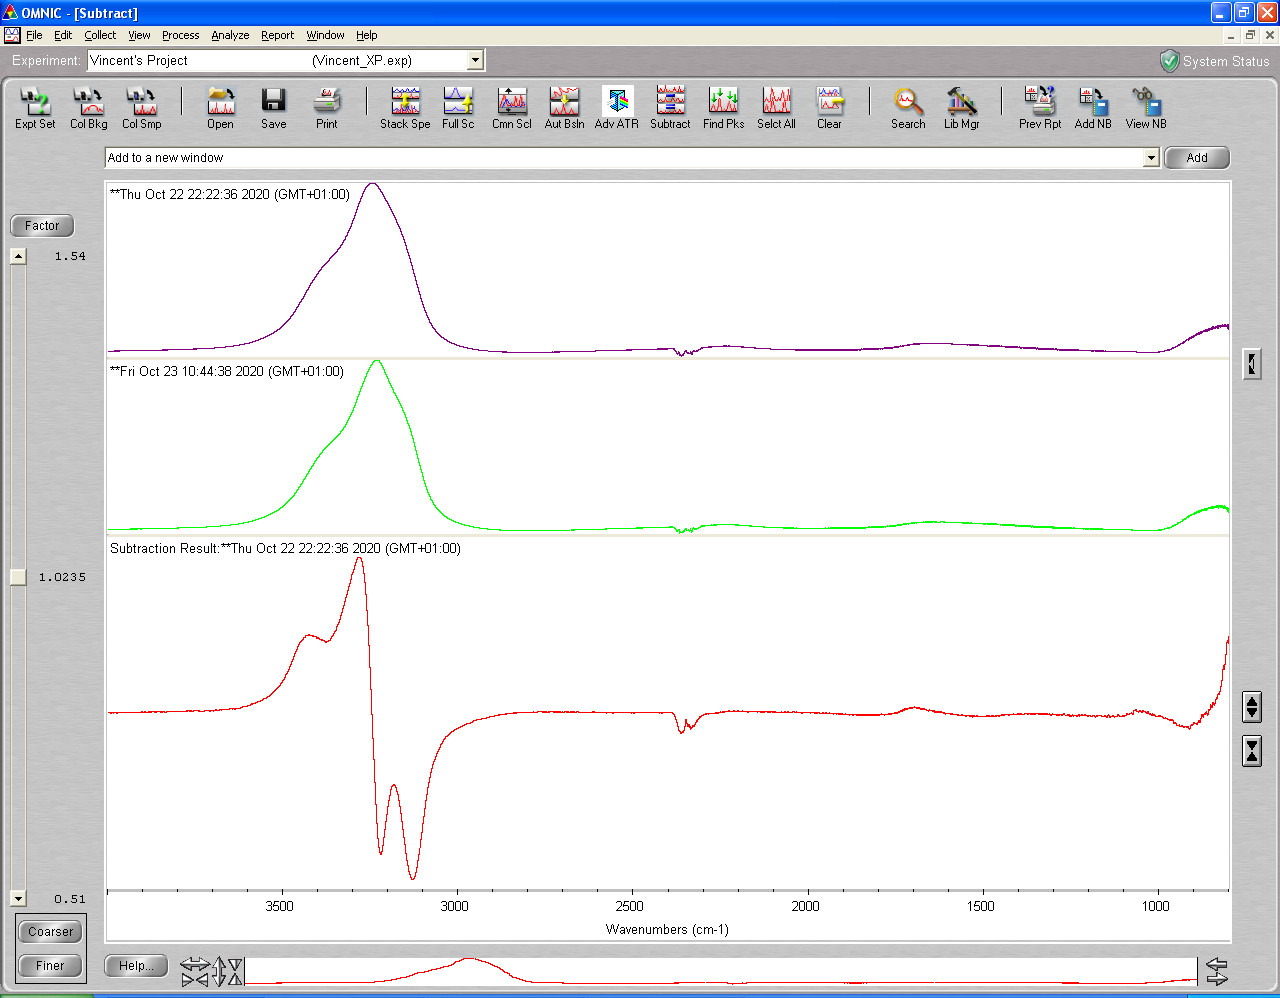 OMNIC - [Subtract]
File Edit Collect View Process Analyze Report Window Help
Experiment: Vincent's Project (Vincent_XP.exp) System Status
Expt Set Col Bkg Col Smp Open Save Print Stack Spe Full Sc Cmn Scl Aut Bsln Adv ATR Subtract Find Pks Selct All Clear Search Lib Mgr Prev Rpt Add NB View NB
Add to a new window Add
**Thu Oct 22 22:22:36 2020 (GMT+01:00)
Factor
1.54
**Fri Oct 23 10:44:38 2020 (GMT+01:00)
Subtraction Result:**Thu Oct 22 22:22:36 2020 (GMT+01:00)
1.0235
0.51
3500 3000 2500 2000 1500 1000
Wavenumbers (cm-1)
Coarser
Finer
Help...